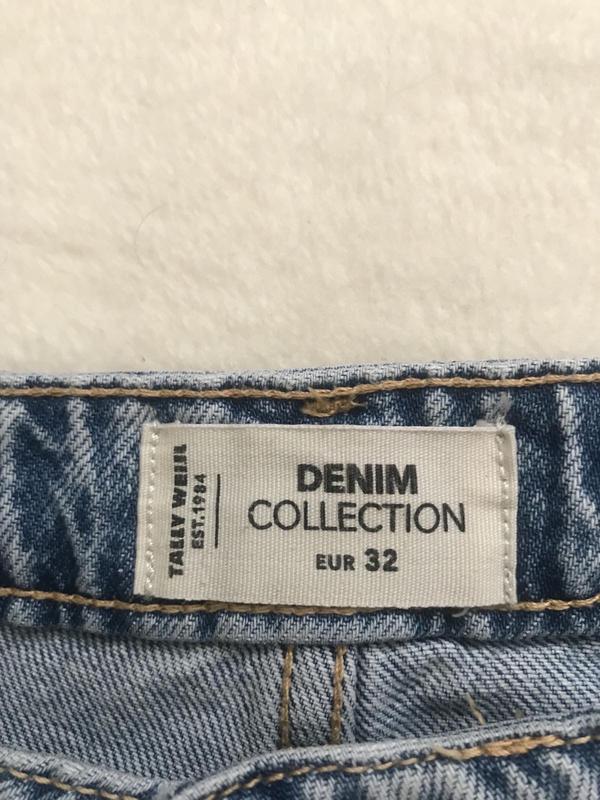 TALLY WEiJL
EST.1984
DENIM
COLLECTION
EUR 32